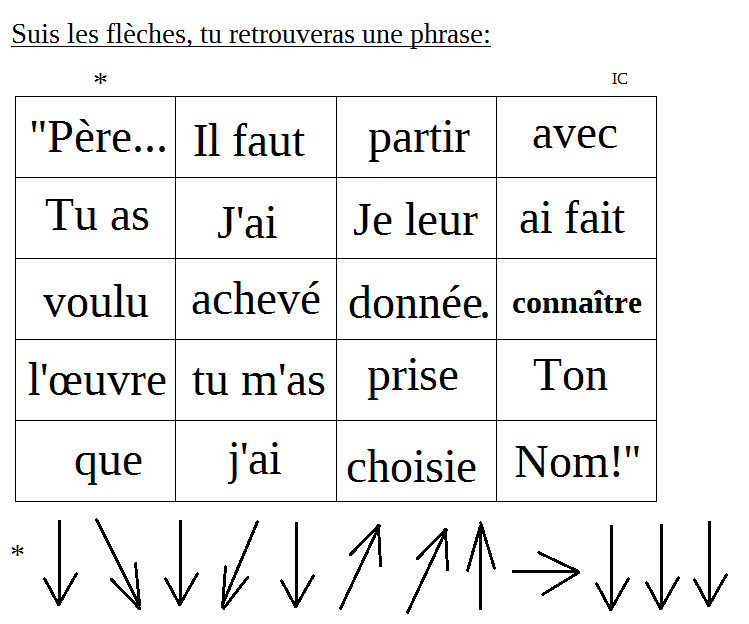 Suis les flèches, tu retrouveras une phrase:
* IC
"Père... Il faut partir avec
Tu as J'ai Je leur ai fait
voulu achevé donnée. connaître
l'œuvre tu m'as prise Ton
que j'ai choisie Nom!"
*